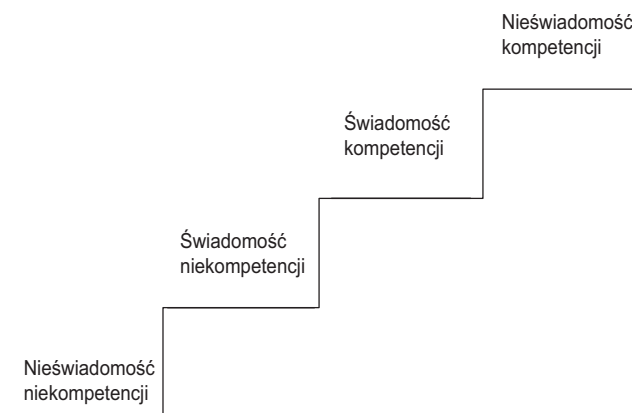 Nieświadomość
kompetencji
Świadomość
kompetencji
Świadomość
niekompetencji
Nieświadomość
niekompetencji